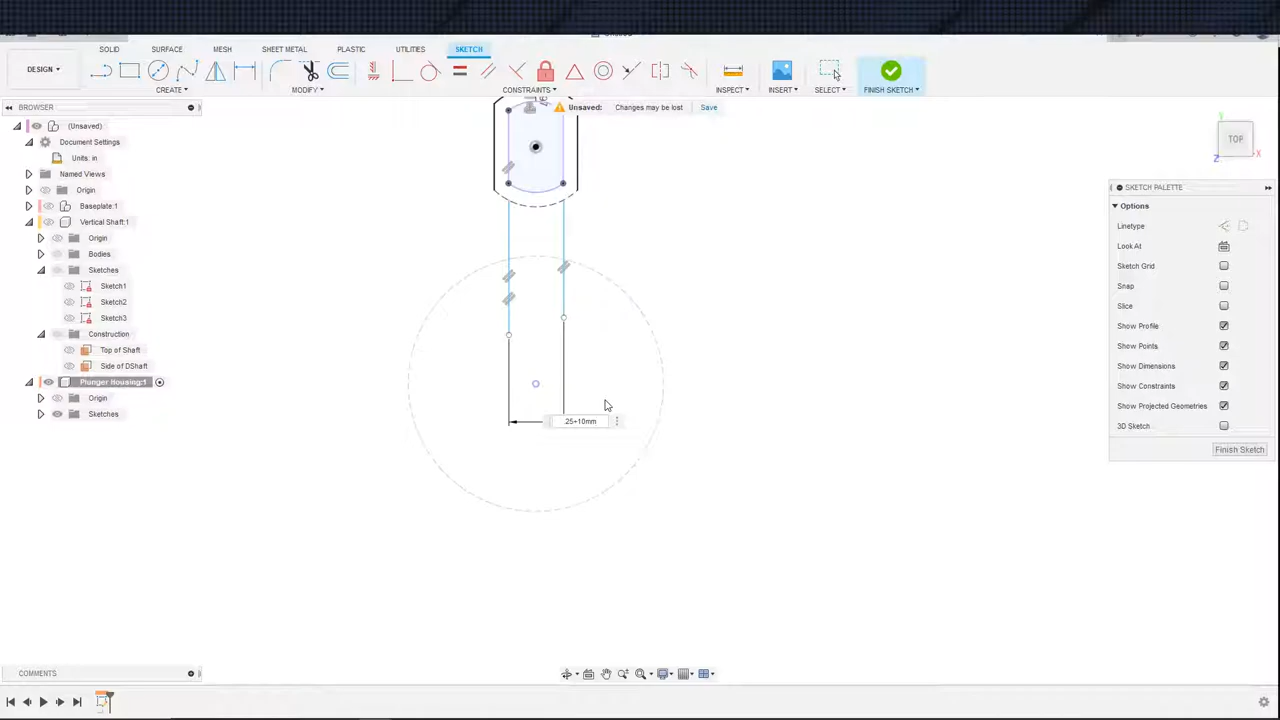 SOLID SURFACE MESH SHEET METAL PLASTIC UTILITIES SKETCH
DESIGN
CREATE MODIFY CONSTRAINTS INSPECT INSERT SELECT FINISH SKETCH
BROWSER
Unsaved: Changes may be lost Save
(Unsaved)
Document Settings
Units: in
Named Views
Origin
Baseplate:1
Vertical Shaft:1
Origin
Bodies
Sketches
Sketch1
Sketch2
Sketch3
Construction
Top of Shaft
Side of DShaft
Plunger Housing:1
Origin
Sketches
.25+10mm
Y
TOP
X
Z
SKETCH PALETTE
Options
Linetype
Look At
Sketch Grid
Snap
Slice
Show Profile
Show Points
Show Dimensions
Show Constraints
Show Projected Geometries
3D Sketch
Finish Sketch
COMMENTS